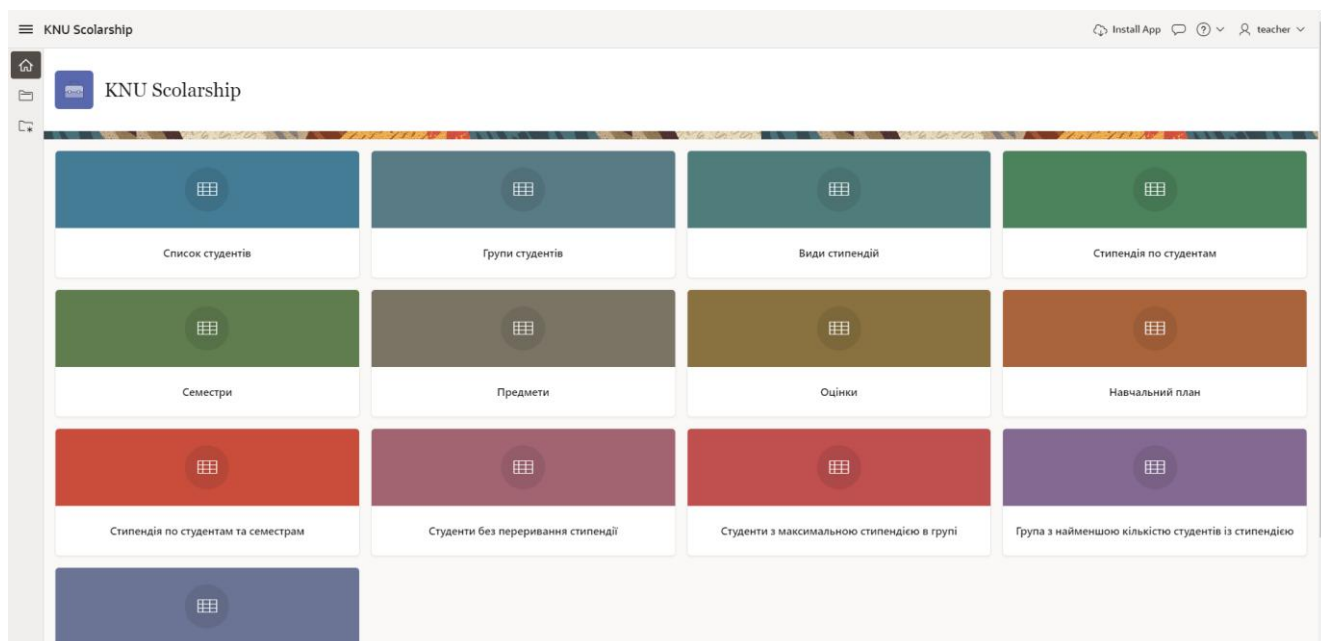 KNU Scolarship
Install App
teacher
KNU Scolarship
Список студентів
Групи студентів
Види стипендій
Стипендія по студентам
Семестри
Предмети
Оцінки
Навчальний план
Стипендія по студентам та семестрам
Студенти без переривання стипендії
Студенти з максимальною стипендією в групі
Група з найменшою кількістю студентів із стипендією